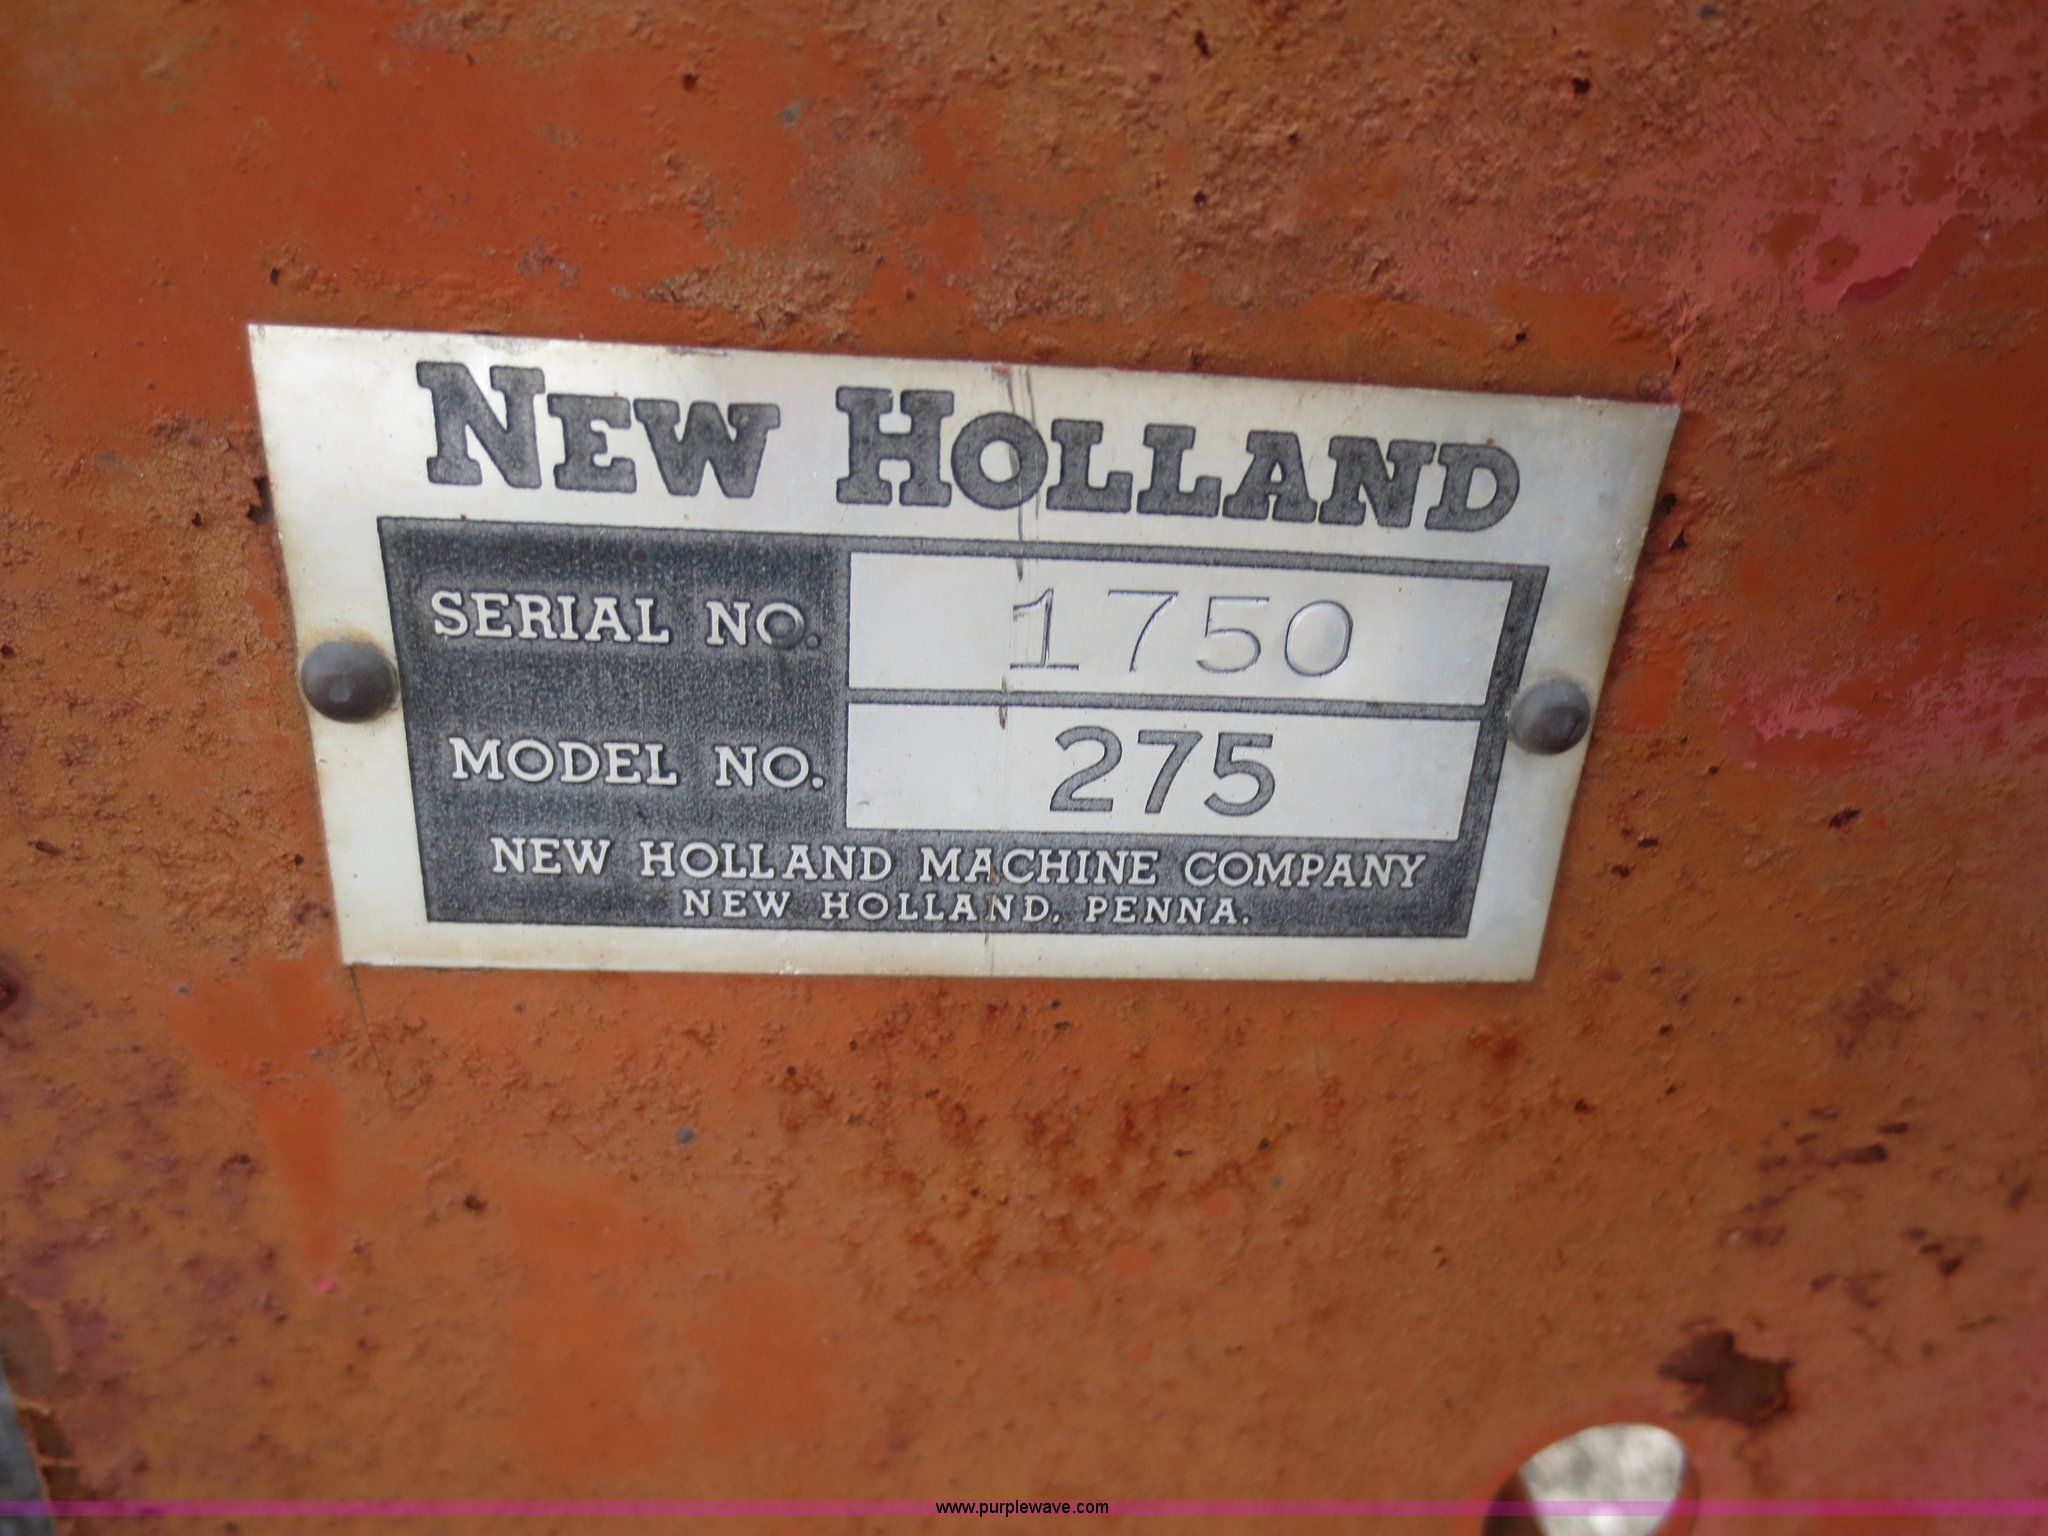 NEW HOLLAND
SERIAL NO. 1750
MODEL NO. 275
NEW HOLLAND MACHINE COMPANY
NEW HOLLAND, PENNA.
www.purplewave.com